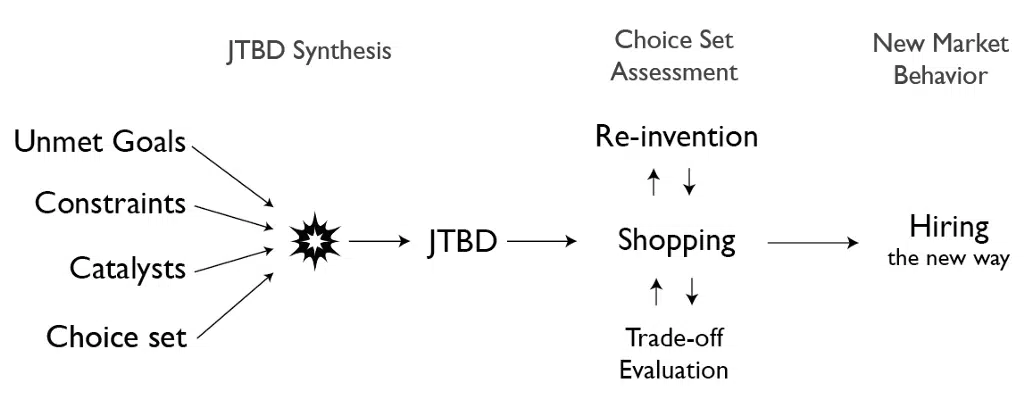 JTBD Synthesis
Choice Set
Assessment
New Market
Behavior
Unmet Goals
Constraints
Catalysts
Choice set
JTBD
Re-invention
Shopping
Trade-off
Evaluation
Hiring
the new way